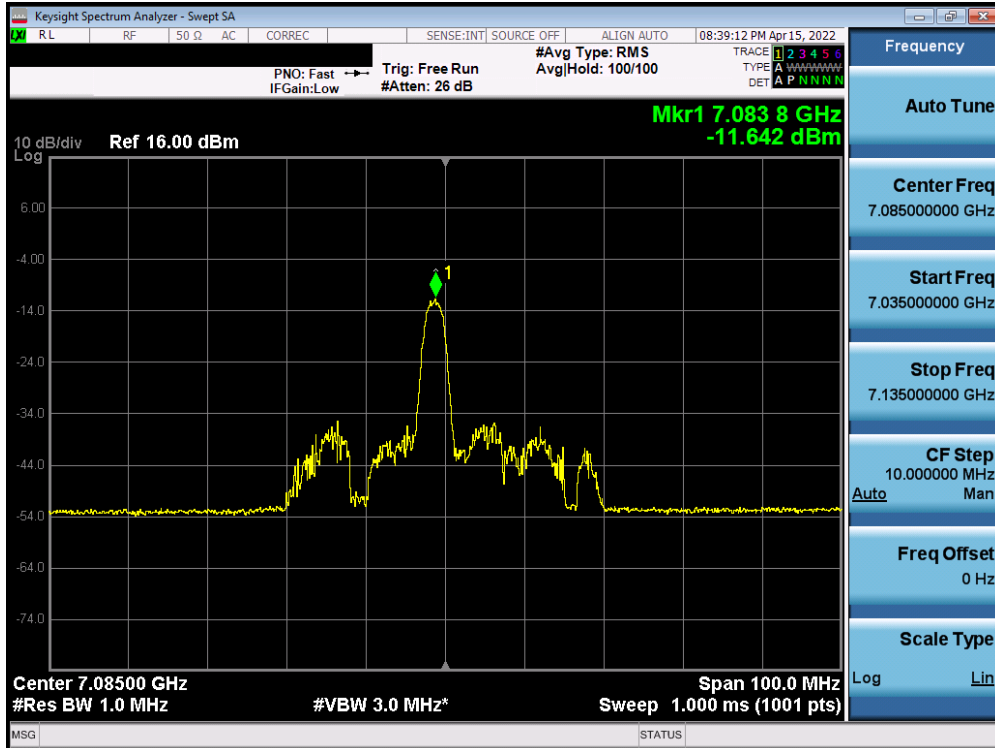 Keysight Spectrum Analyzer - Swept SA
LXI RL RF 50 Ω AC CORREC SENSE:INT SOURCE OFF ALIGN AUTO 08:39:12 PM Apr 15, 2022
PNO: Fast
IFGain:Low
Trig: Free Run
#Atten: 26 dB
#Avg Type: RMS
Avg|Hold: 100/100
TRACE 1 2 3 4 5 6
TYPE A WWWWW
DET A P N N N N
Mkr1 7.083 8 GHz
-11.642 dBm
10 dB/div Ref 16.00 dBm
Log
6.00
-4.00
1
-14.0
-24.0
-34.0
-44.0
-54.0
-64.0
-74.0
Center 7.08500 GHz Span 100.0 MHz
#Res BW 1.0 MHz #VBW 3.0 MHz* Sweep 1.000 ms (1001 pts)
MSG STATUS
Frequency
Auto Tune
Center Freq
7.085000000 GHz
Start Freq
7.035000000 GHz
Stop Freq
7.135000000 GHz
CF Step
10.000000 MHz
Auto Man
Freq Offset
0 Hz
Scale Type
Log Lin